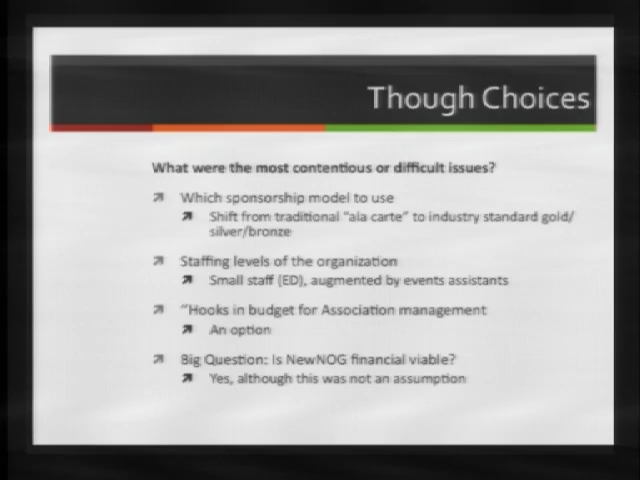 Though Choices
What were the most contentious or difficult issues?
Which sponsorship model to use
Shift from traditional "ala carte" to industry standard gold/
silver/bronze
Staffing levels of the organization
Small staff (ED), augmented by events assistants
"Hooks in budget for Association management
An option
Big Question: Is NewNOG financial viable?
Yes, although this was not an assumption